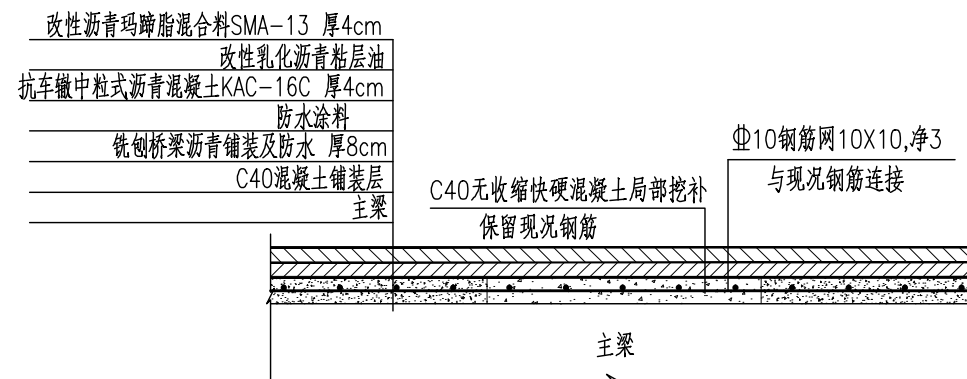 改性沥青玛蹄脂混合料SMA-13 厚4cm
改性乳化沥青粘层油
抗车辙中粒式沥青混凝土KAC-16C 厚4cm
防水涂料
铣刨桥梁沥青铺装及防水 厚8cm
C40混凝土铺装层
主梁
C40无收缩快硬混凝土局部挖补
保留现况钢筋
ф10钢筋网10X10,净3
与现况钢筋连接
主梁